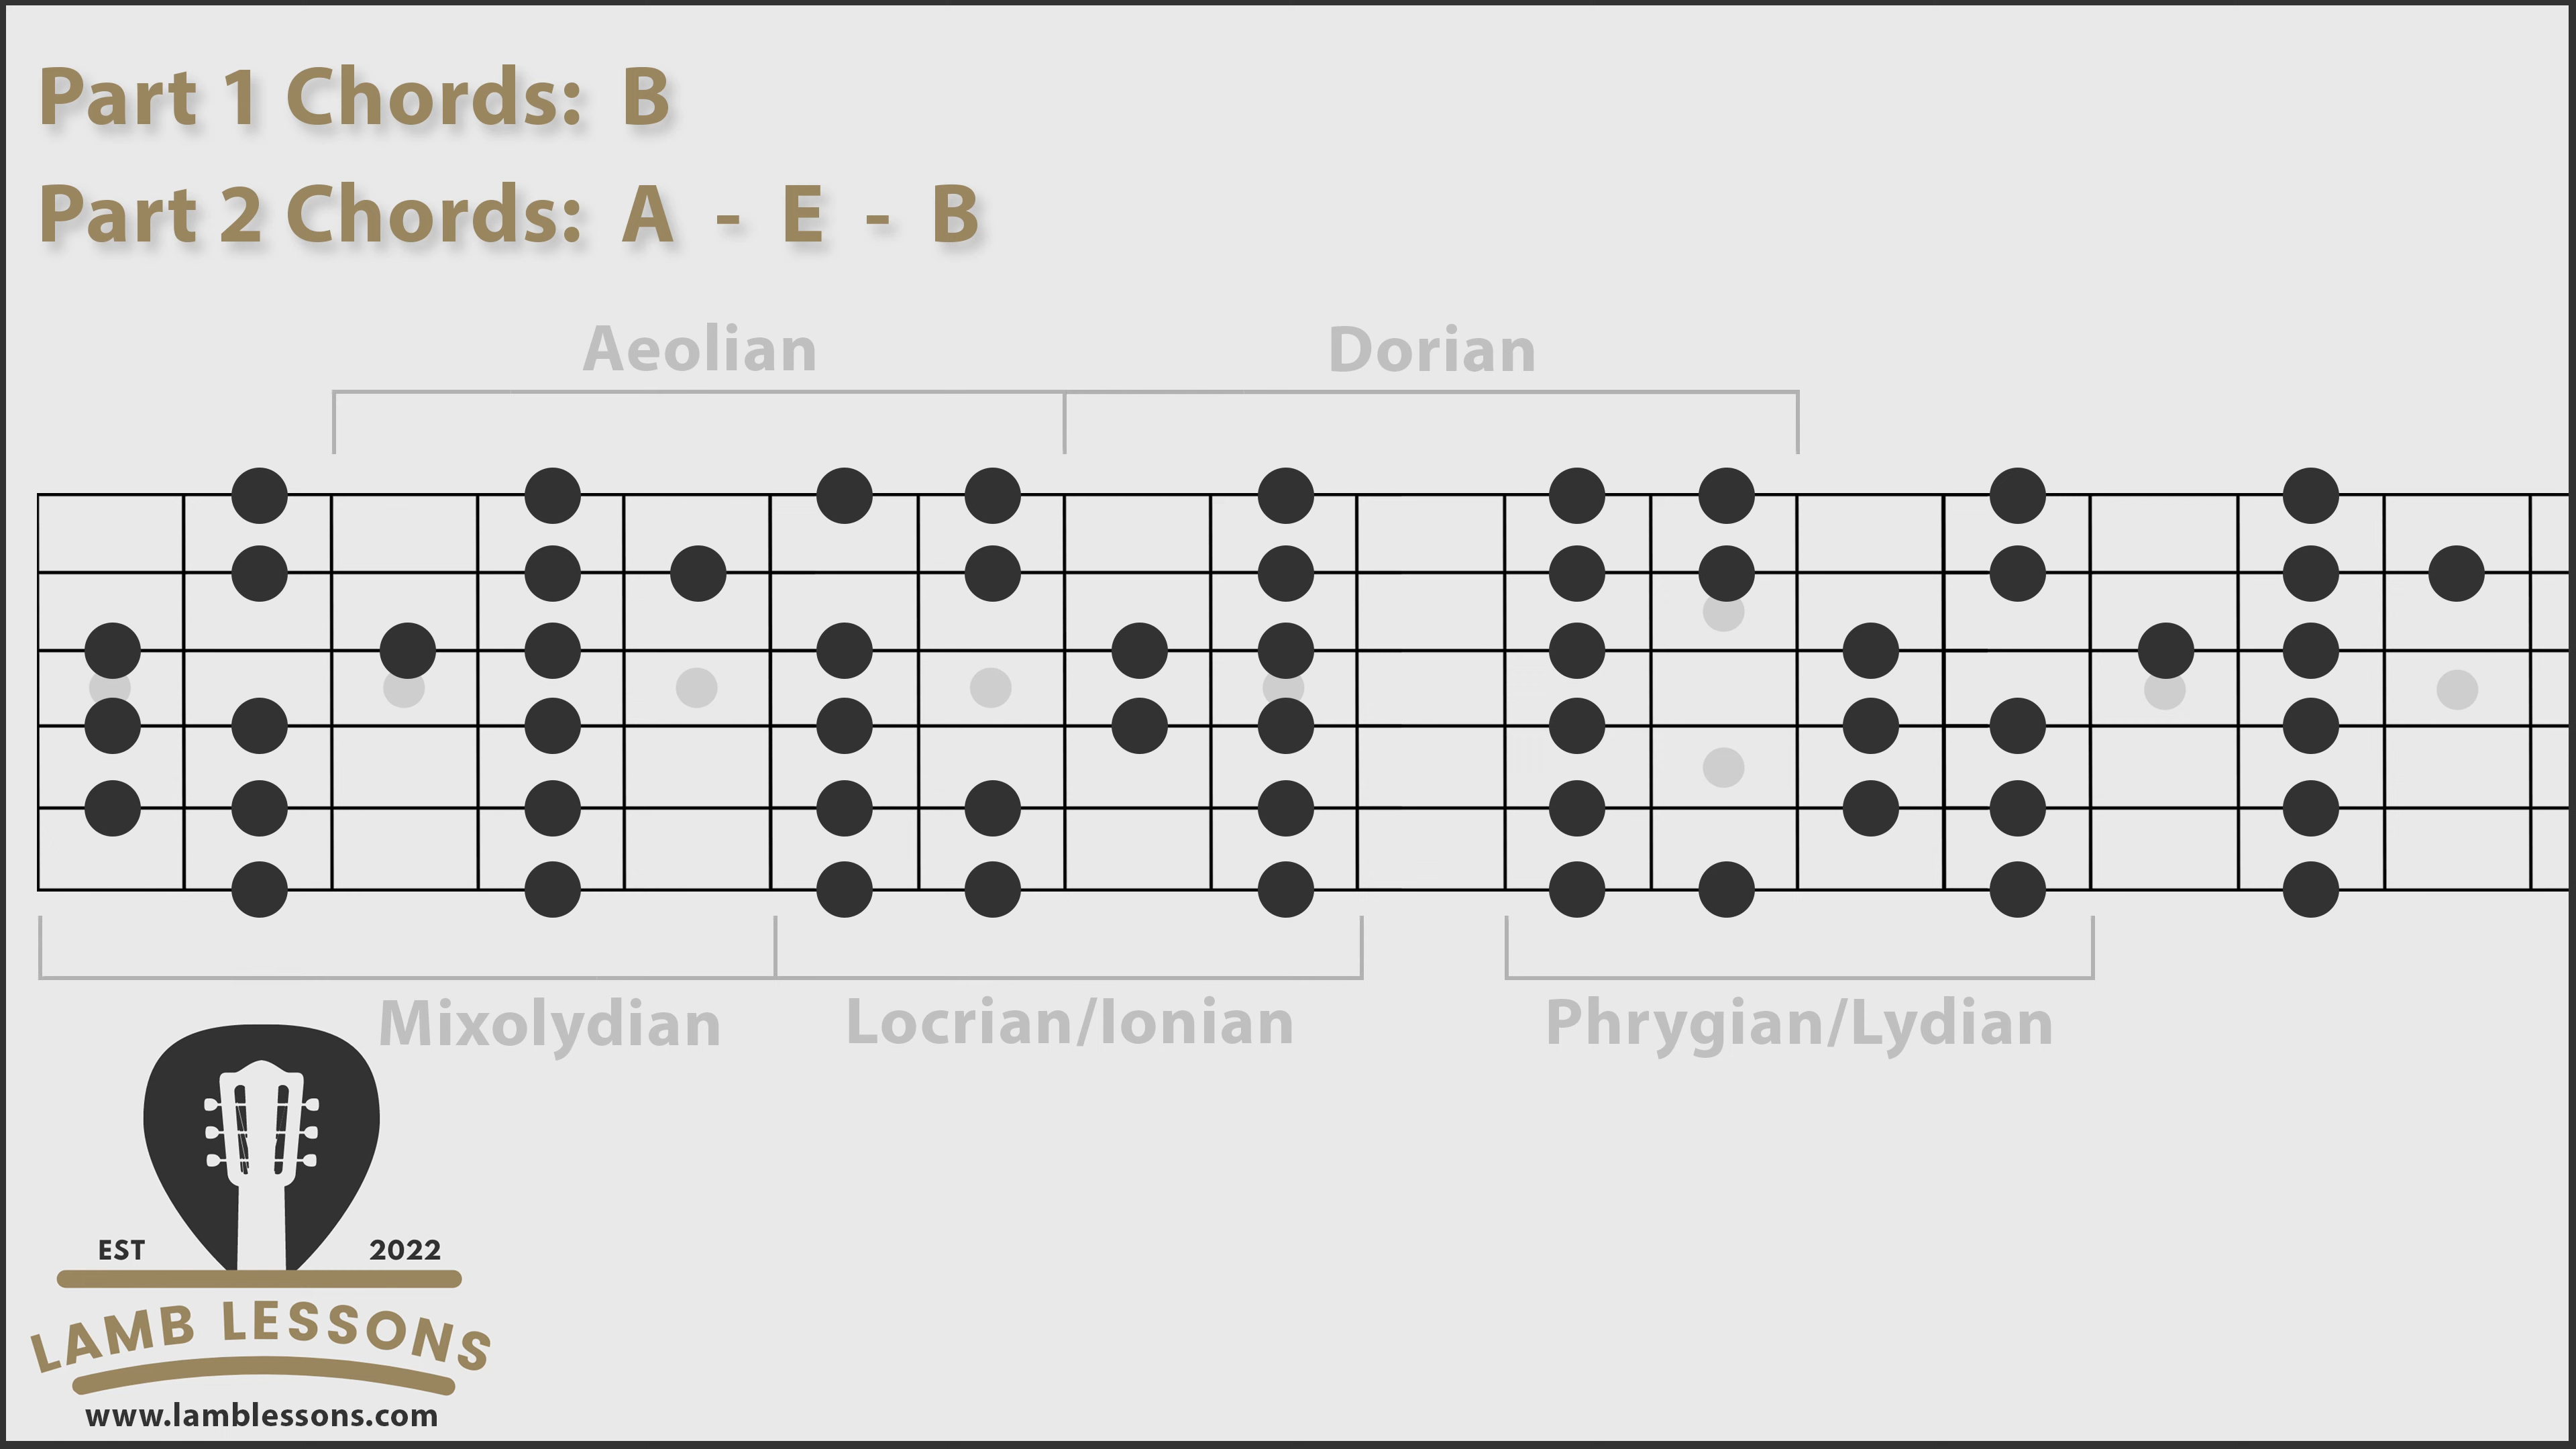 Part 1 Chords: B
Part 2 Chords: A - E - B
Aeolian
Dorian
Mixolydian
Locrian/Ionian
Phrygian/Lydian
EST 2022
LAMB LESSONS
www.lamblessons.com